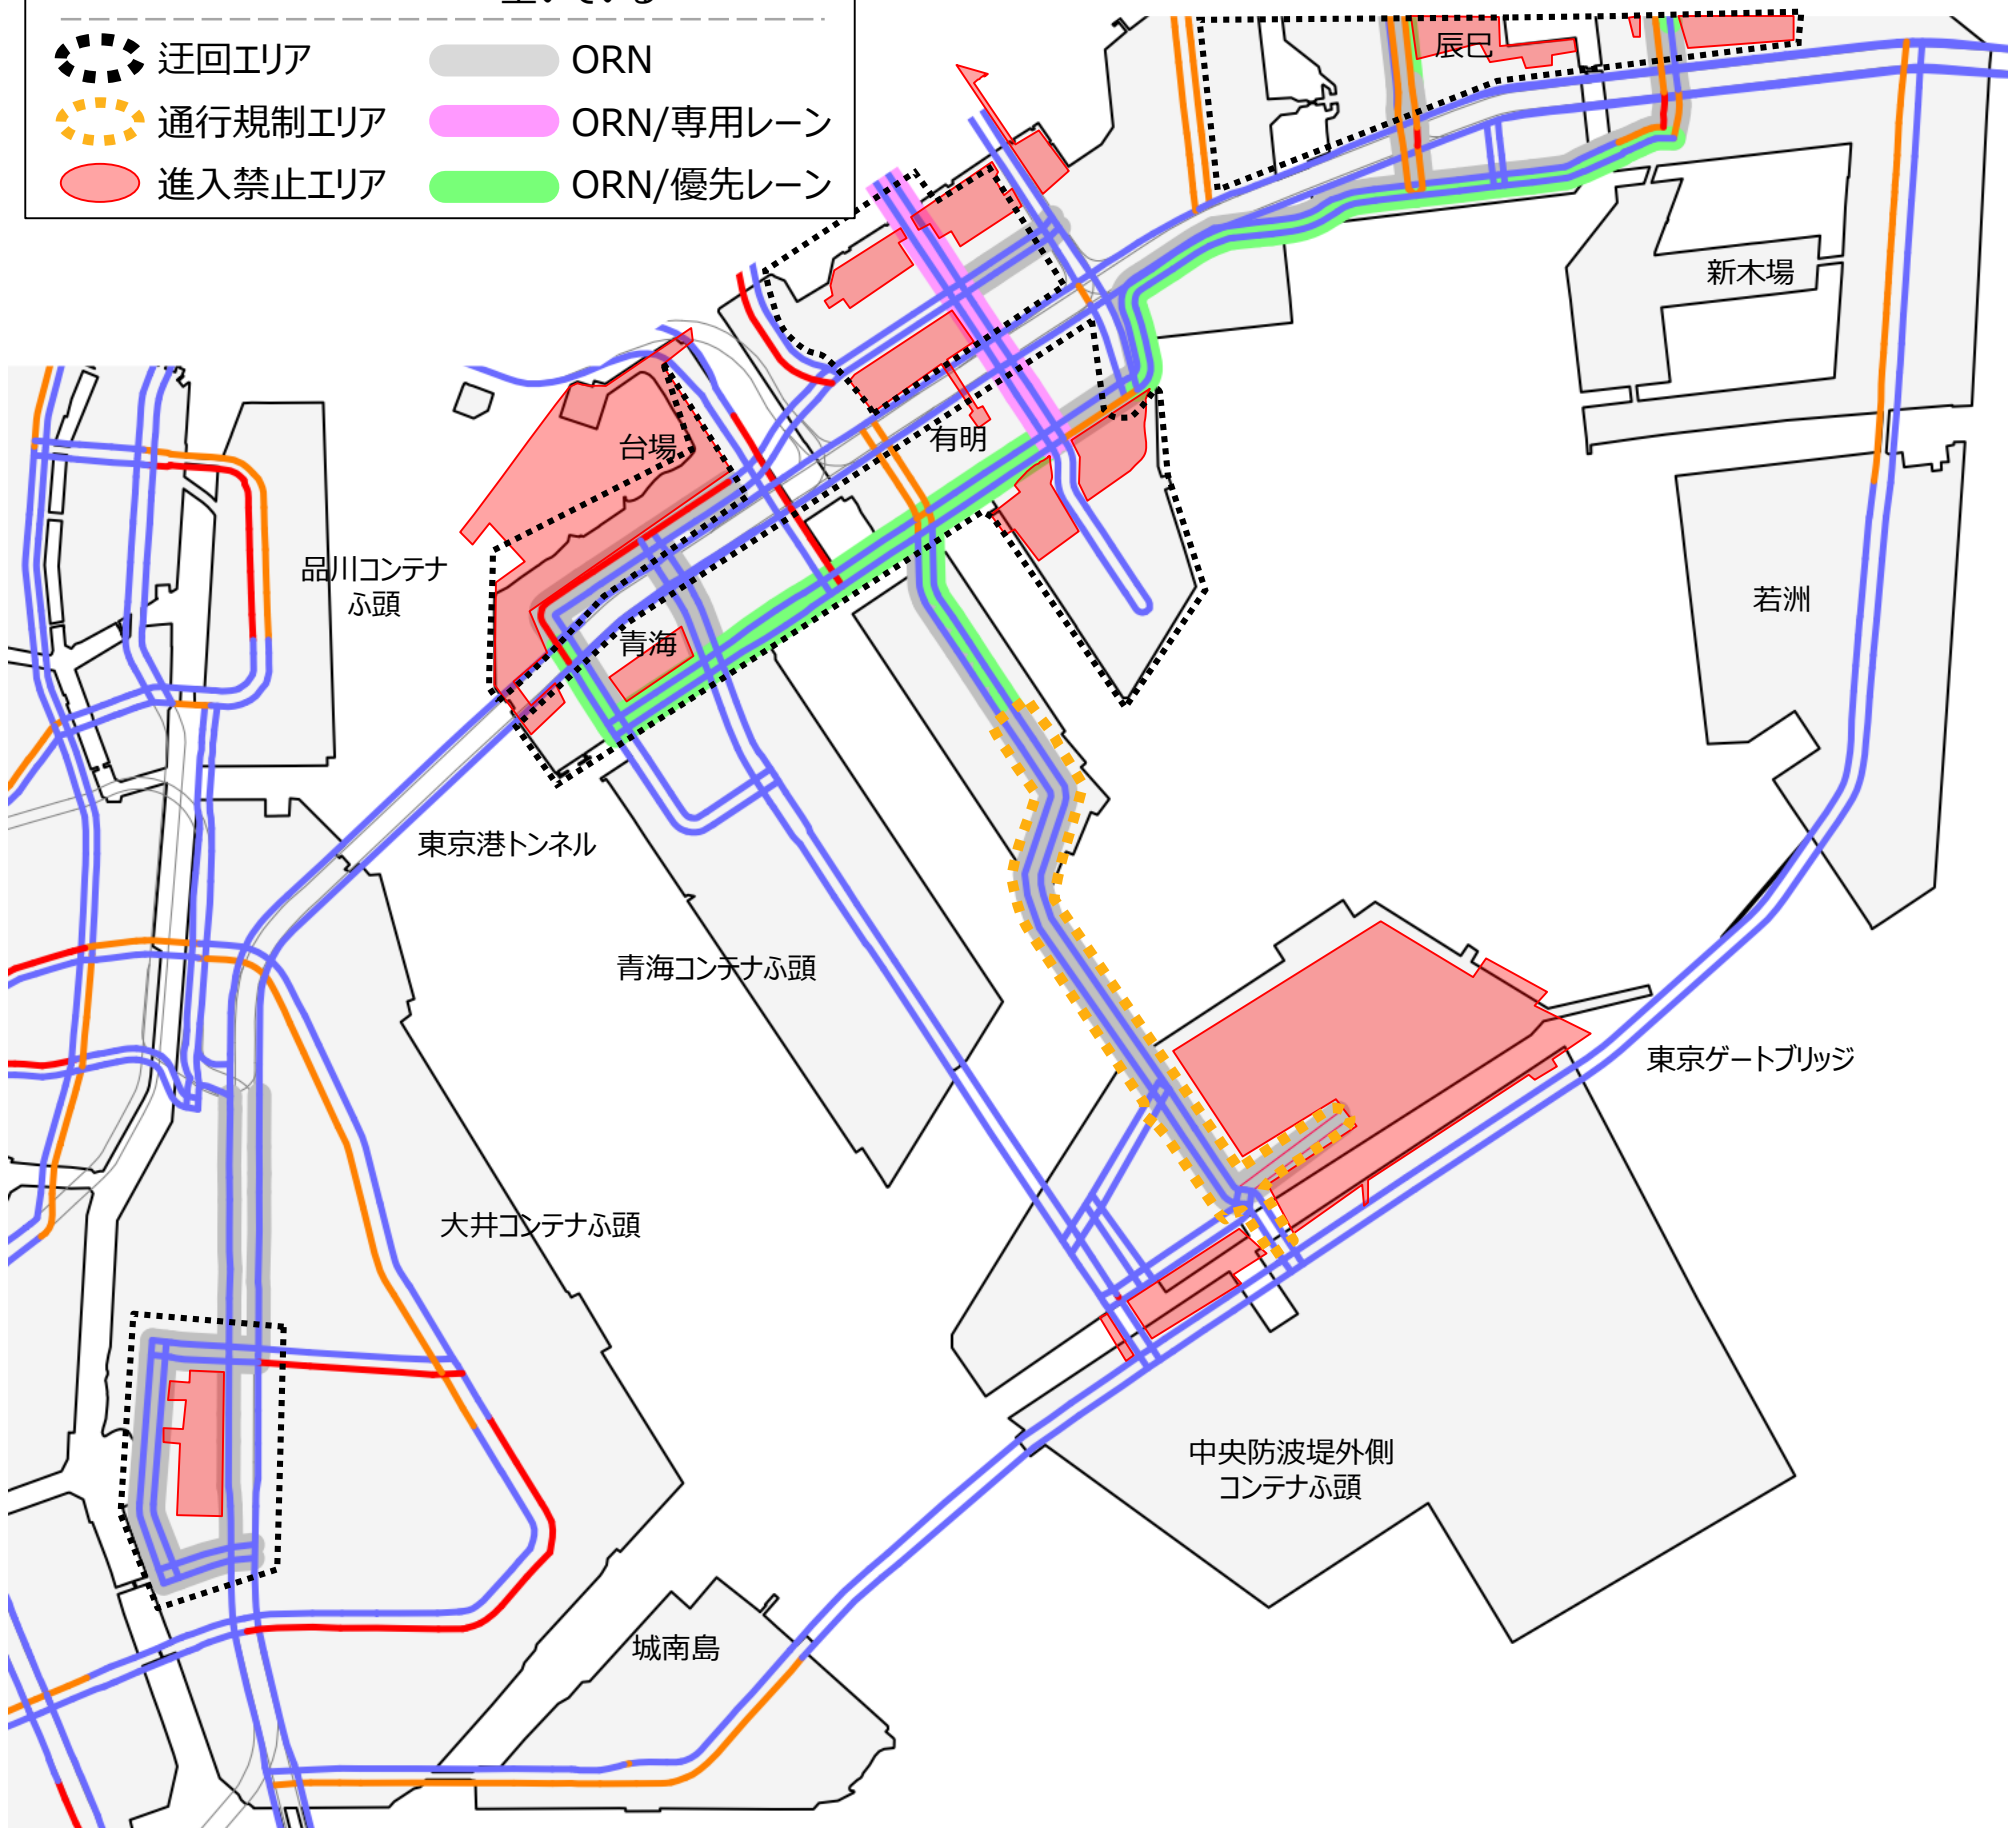 空いている
迂回エリア
ORN
通行規制エリア
ORN/専用レーン
進入禁止エリア
ORN/優先レーン
辰巳
新木場
台場
有明
品川コンテナ
ふ頭
若洲
青海
東京港トンネル
青海コンテナふ頭
東京ゲートブリッジ
大井コンテナふ頭
中央防波堤外側
コンテナふ頭
城南島